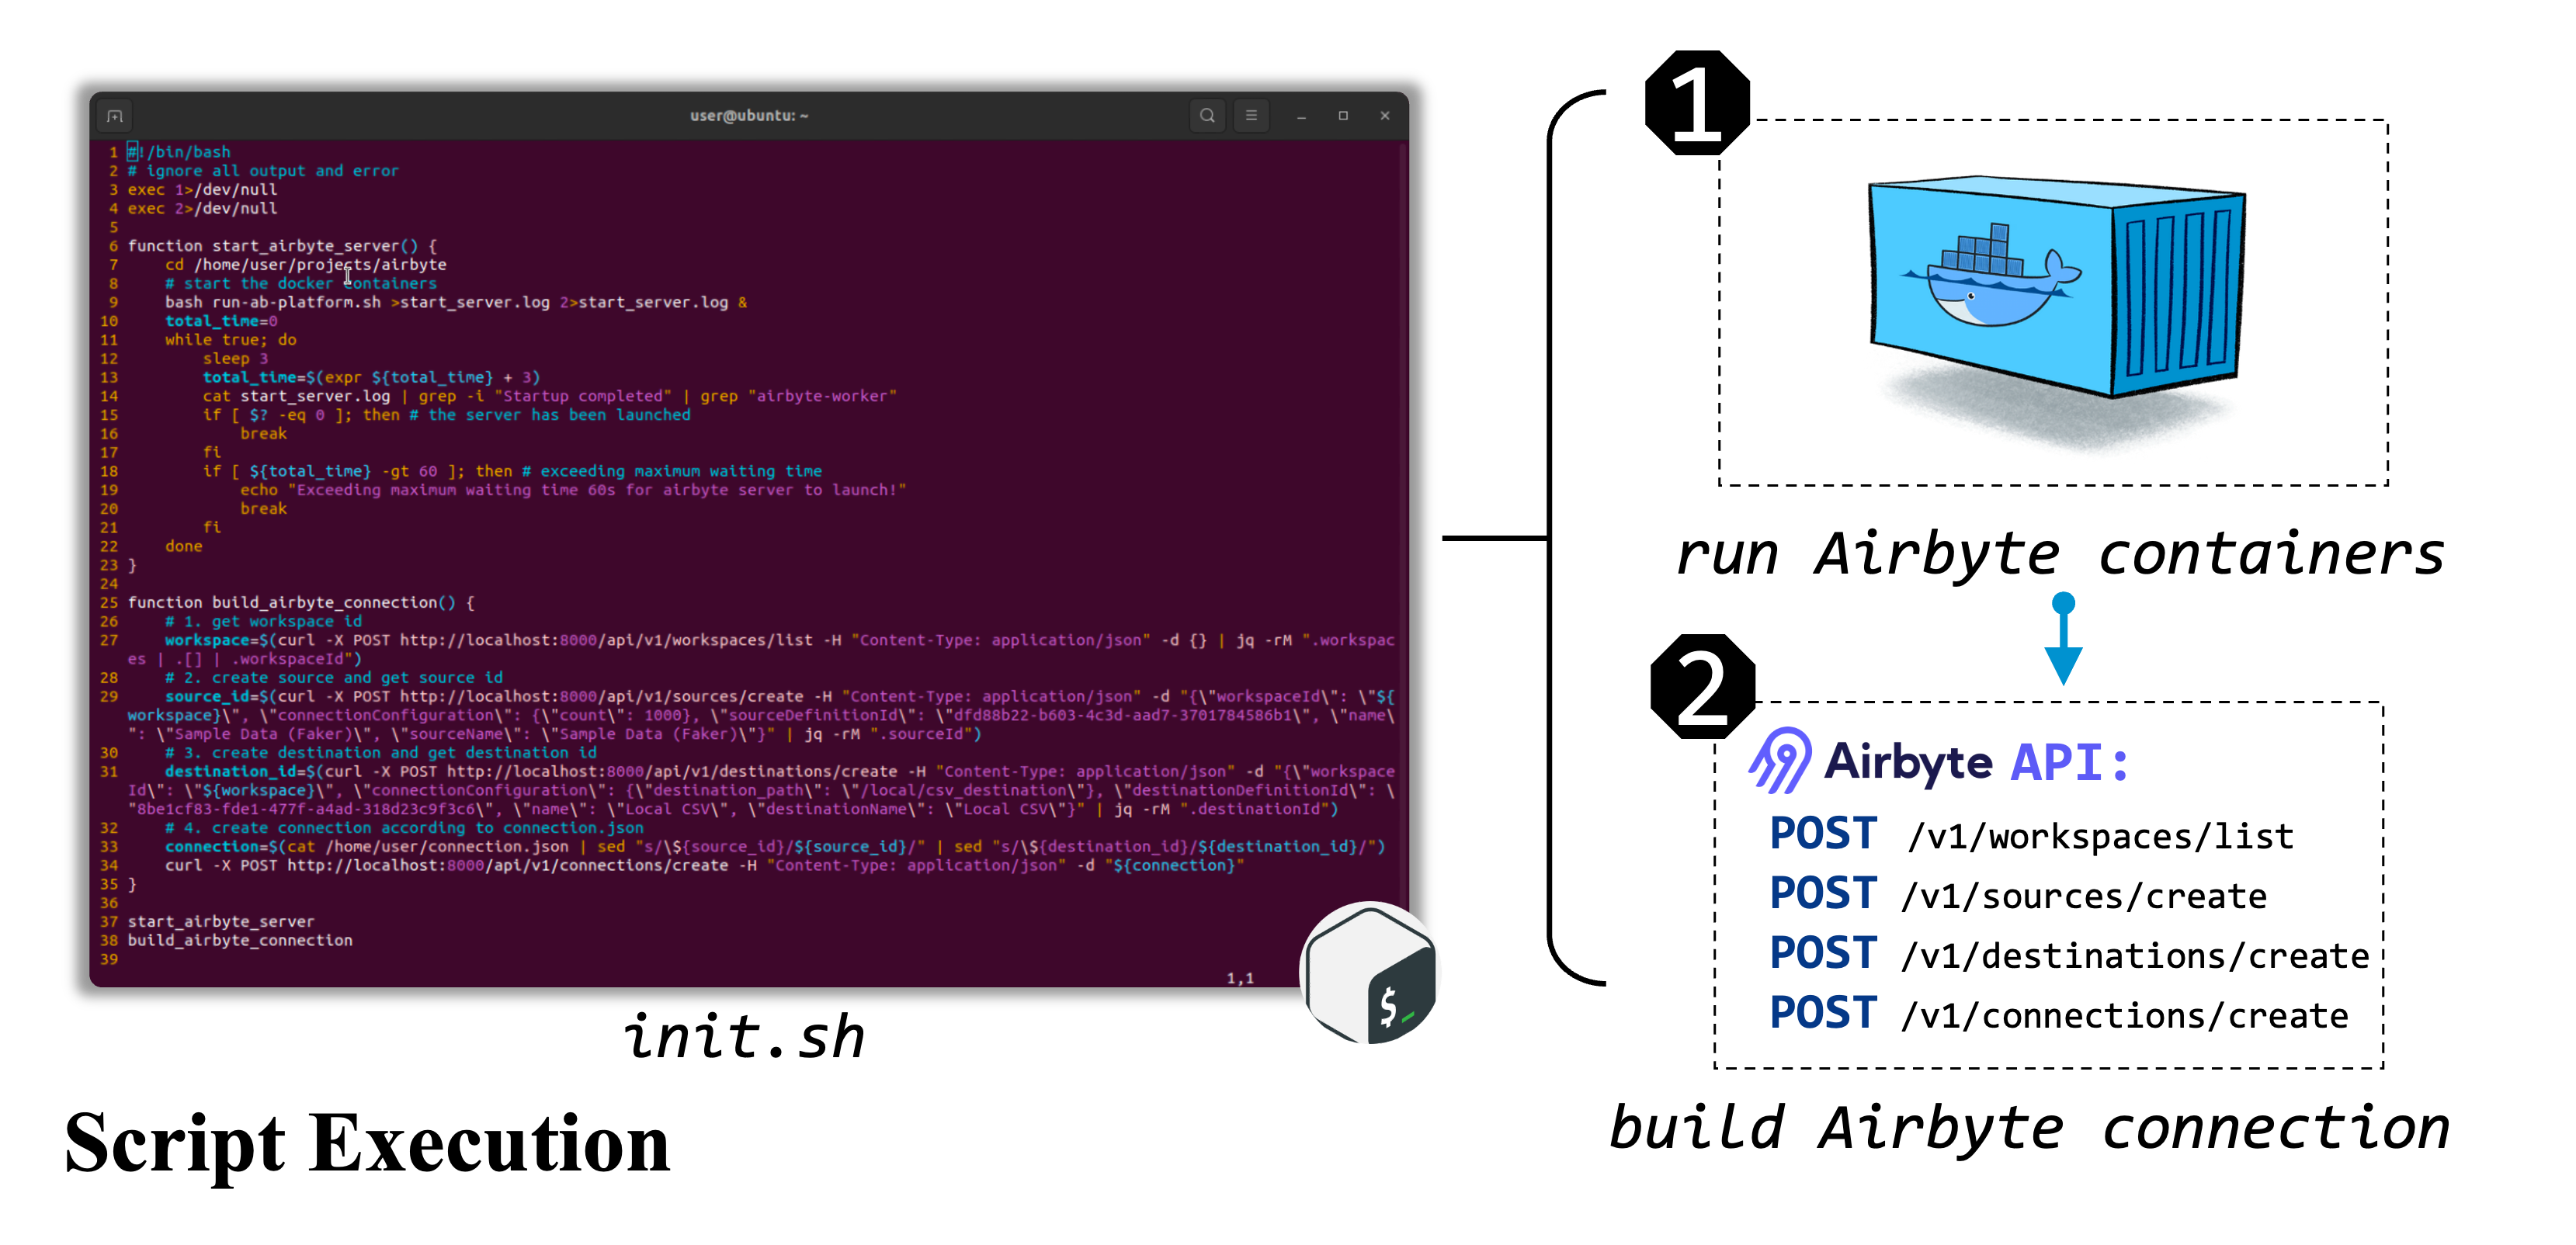 user@ubuntu: ~
1 #!/bin/bash
2 # ignore all output and error
3 exec 1>/dev/null
4 exec 2>/dev/null
5
6 function start_airbyte_server() {
7     cd /home/user/projects/airbyte
8     # start the docker containers
9     bash run-ab-platform.sh >start_server.log 2>start_server.log &
10     total_time=0
11     while true; do
12         sleep 3
13         total_time=$(expr ${total_time} + 3)
14         cat start_server.log | grep -i "Startup completed" | grep "airbyte-worker"
15         if [ $? -eq 0 ]; then # the server has been launched
16             break
17         fi
18         if [ ${total_time} -gt 60 ]; then # exceeding maximum waiting time
19             echo "Exceeding maximum waiting time 60s for airbyte server to launch!"
20             break
21         fi
22     done
23 }
24
25 function build_airbyte_connection() {
26     # 1. get workspace id
27     workspace=$(curl -X POST http://localhost:8000/api/v1/workspaces/list -H "Content-Type: application/json" -d {} | jq -rM ".workspac
es | .[] | .workspaceId")
28     # 2. create source and get source id
29     source_id=$(curl -X POST http://localhost:8000/api/v1/sources/create -H "Content-Type: application/json" -d "{\"workspaceId\": \"${
workspace}\", \"connectionConfiguration\": {\"count\": 1000}, \"sourceDefinitionId\": \"dfd88b22-b603-4c3d-aad7-3701784586b1\", \"name\
": \"Sample Data (Faker)\", \"sourceName\": \"Sample Data (Faker)\"}" | jq -rM ".sourceId")
30     # 3. create destination and get destination id
31     destination_id=$(curl -X POST http://localhost:8000/api/v1/destinations/create -H "Content-Type: application/json" -d "{\"workspace
Id\": \"${workspace}\", \"connectionConfiguration\": {\"destination_path\": \"/local/csv_destination\"}, \"destinationDefinitionId\": \
"8be1cf83-fde1-477f-a4ad-318d23c9f3c6\", \"name\": \"Local CSV\", \"destinationName\": \"Local CSV\"}" | jq -rM ".destinationId")
32     # 4. create connection according to connection.json
33     connection=$(cat /home/user/connection.json | sed "s/\${source_id}/${source_id}/" | sed "s/\${destination_id}/${destination_id}/")
34     curl -X POST http://localhost:8000/api/v1/connections/create -H "Content-Type: application/json" -d "${connection}"
35 }
36
37 start_airbyte_server
38 build_airbyte_connection
39
1,1
$_
init.sh
Script Execution
1
run Airbyte containers
2
Airbyte API:
POST /v1/workspaces/list
POST /v1/sources/create
POST /v1/destinations/create
POST /v1/connections/create
build Airbyte connection